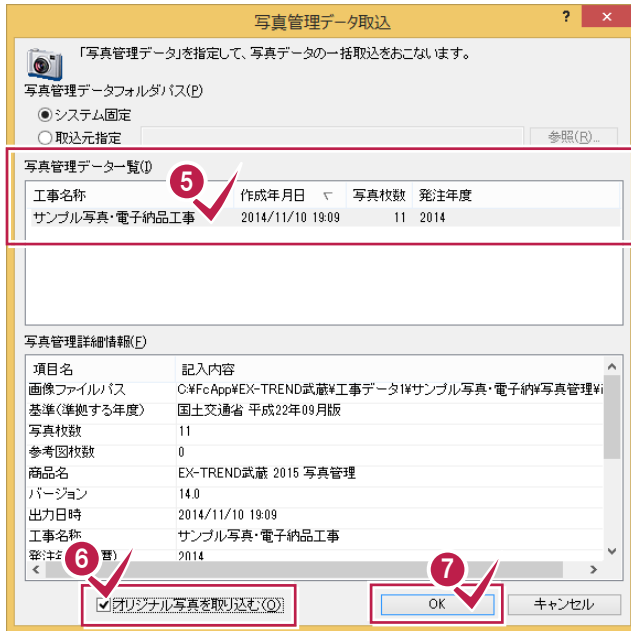 写真管理データ取込
? ×
「写真管理データ」を指定して、写真データの一括取込をおこないます。
写真管理データフォルダパス(P)
システム固定
取込元指定 参照(R)...
写真管理データ一覧(I)
5
工事名称 作成年月日 写真枚数 発注年度
サンプル写真・電子納品工事 2014/11/10 19:09 11 2014
写真管理詳細情報(F)
項目名 記入内容
画像ファイルパス C:¥FcApp¥EX-TREND武蔵¥工事データ1¥サンプル写真・電子納¥写真管理¥i
基準(準拠する年度) 国土交通省 平成22年09月版
写真枚数 11
参考図枚数 0
商品名 EX-TREND武蔵 2015 写真管理
バージョン 14.0
出力日時 2014/11/10 19:09
工事名称 サンプル写真・電子納品工事
発注年 暦) 2014
6
7
オリジナル写真を取り込む(O)
OK キャンセル